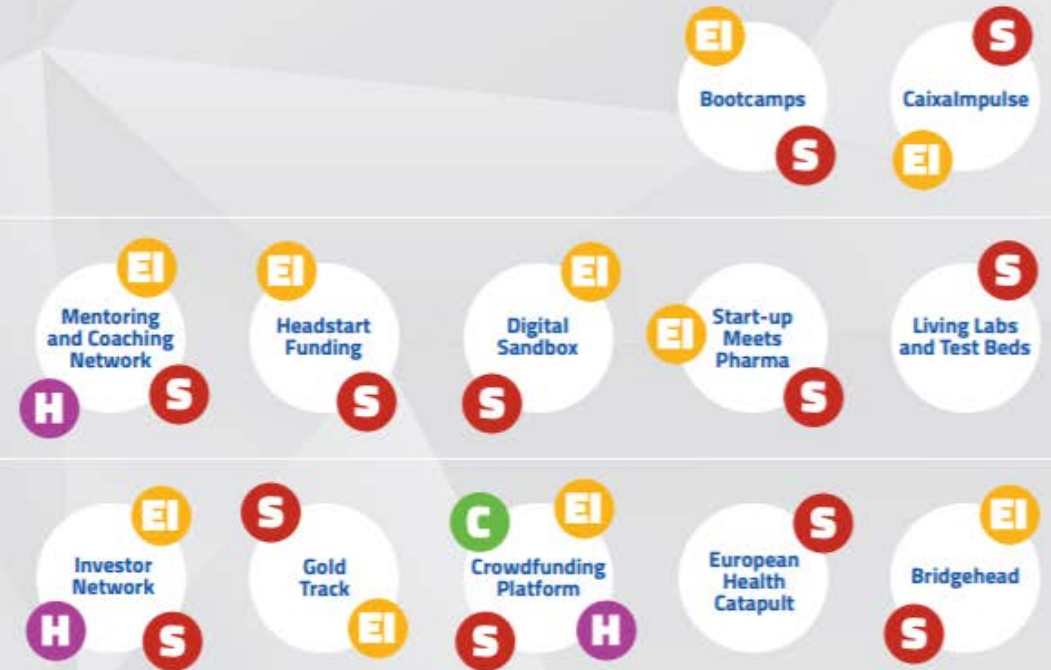 EI
S
Bootcamps
CaixaImpulse
S
EI
EI
EI
EI
S
Mentoring
and Coaching
Network
Headstart
Funding
Digital
Sandbox
EI
Start-up
Meets
Pharma
Living Labs
and Test Beds
H
S
S
S
S
EI
S
C
EI
S
EI
Investor
Network
Gold
Track
Crowdfunding
Platform
European
Health
Catapult
Bridgehead
H
S
EI
S
H
S